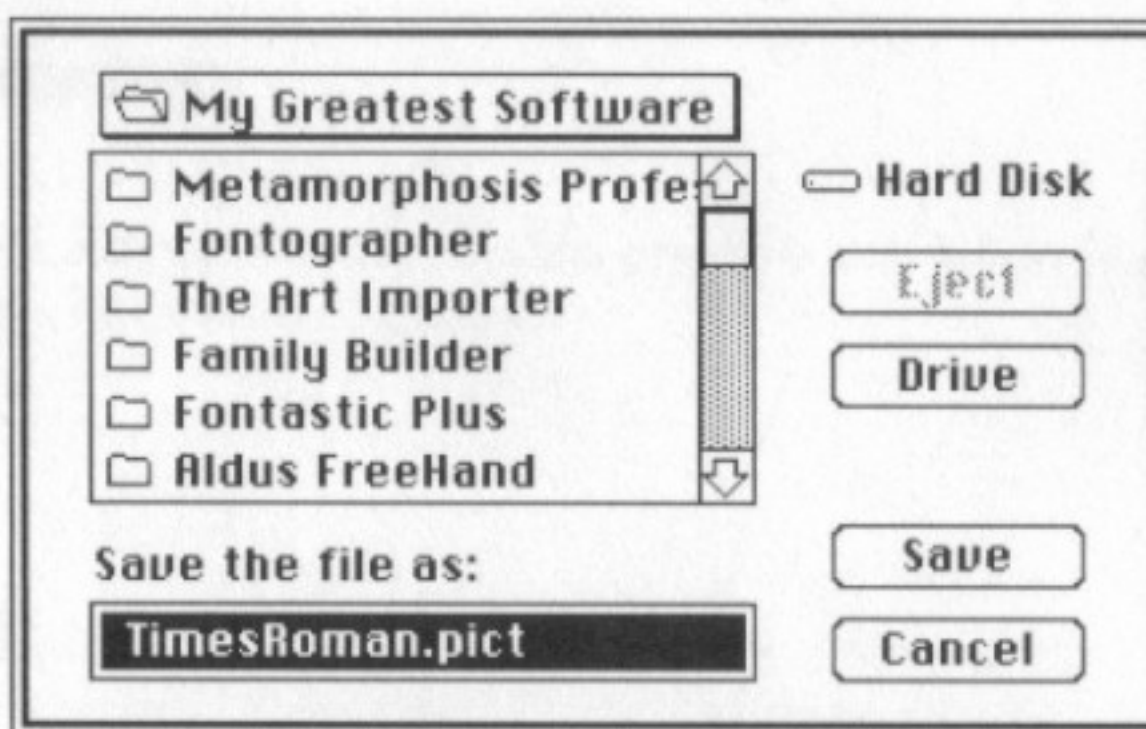 My Greatest Software
Metamorphosis Profes
Fontographer
The Art Importer
Family Builder
Fontastic Plus
Aldus FreeHand
Hard Disk
Eject
Drive
Save the file as:
TimesRoman.pict
Save
Cancel